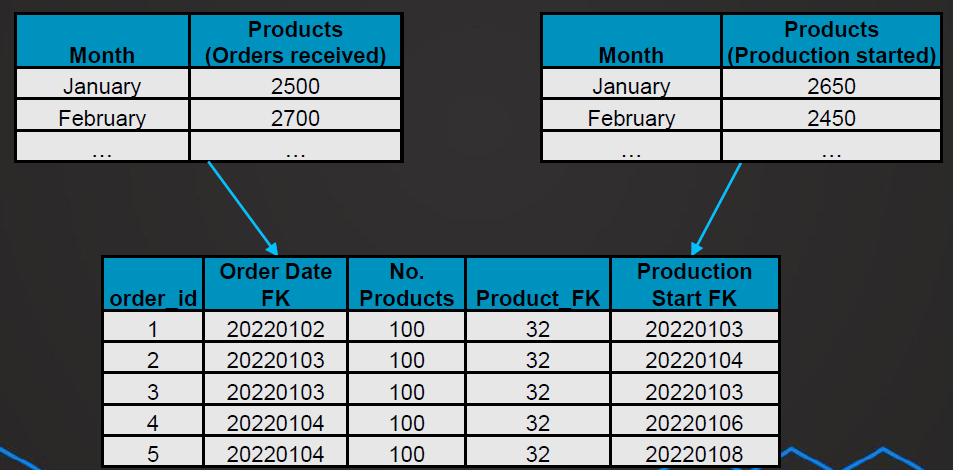 Month Products (Orders received)
January 2500
February 2700
... ...
Month Products (Production started)
January 2650
February 2450
... ...
order_id Order Date FK No. Products Product_FK Production Start FK
1 20220102 100 32 20220103
2 20220103 100 32 20220104
3 20220103 100 32 20220103
4 20220104 100 32 20220106
5 20220104 100 32 20220108